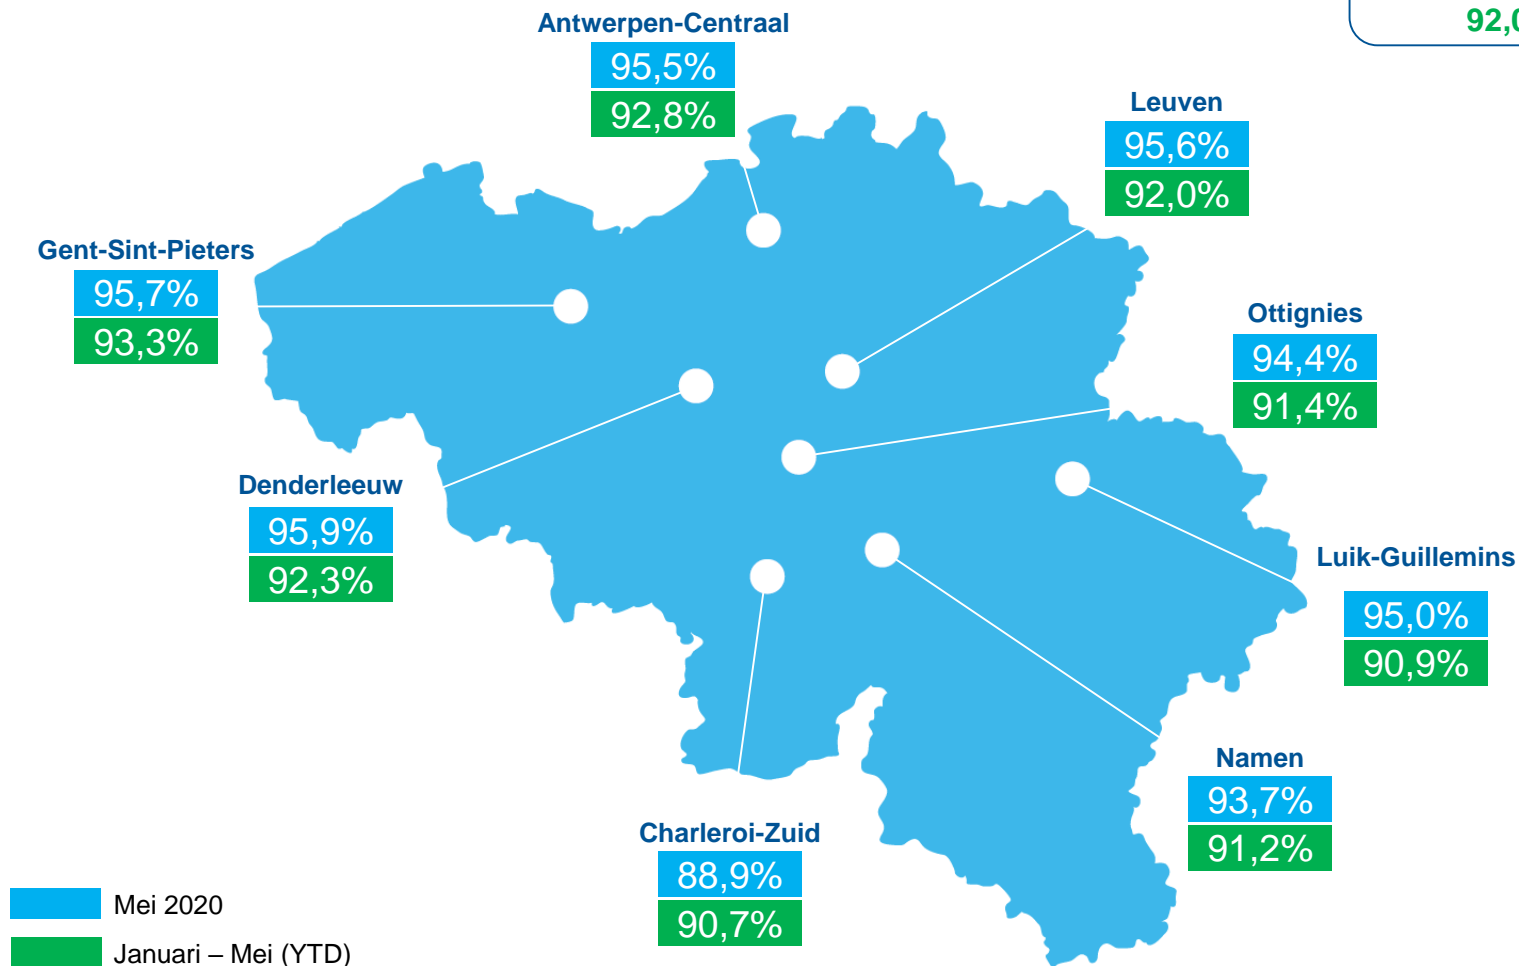 92,0
Antwerpen-Centraal
95,5%
92,8%
Leuven
95,6%
92,0%
Gent-Sint-Pieters
95,7%
93,3%
Ottignies
94,4%
91,4%
Denderleeuw
95,9%
92,3%
Luik-Guillemins
95,0%
90,9%
Namen
93,7%
91,2%
Charleroi-Zuid
88,9%
90,7%
Mei 2020
Januari – Mei (YTD)